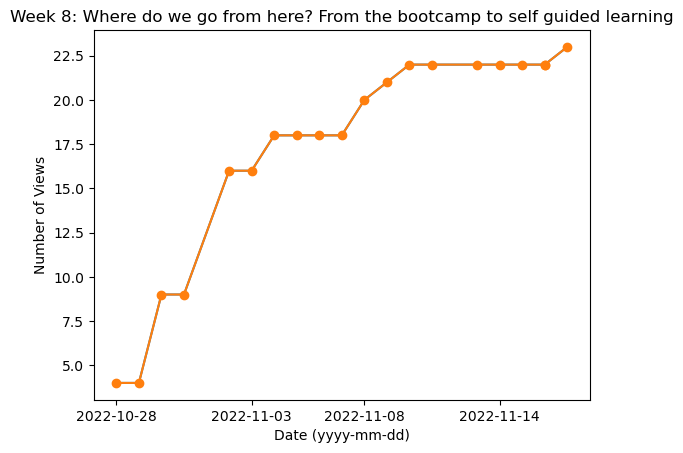 Week 8: Where do we go from here? From the bootcamp to self guided learning
22.5
20.0
17.5
15.0
12.5
10.0
7.5
5.0
Number of Views
2022-10-28 2022-11-03 2022-11-08 2022-11-14
Date (yyyy-mm-dd)